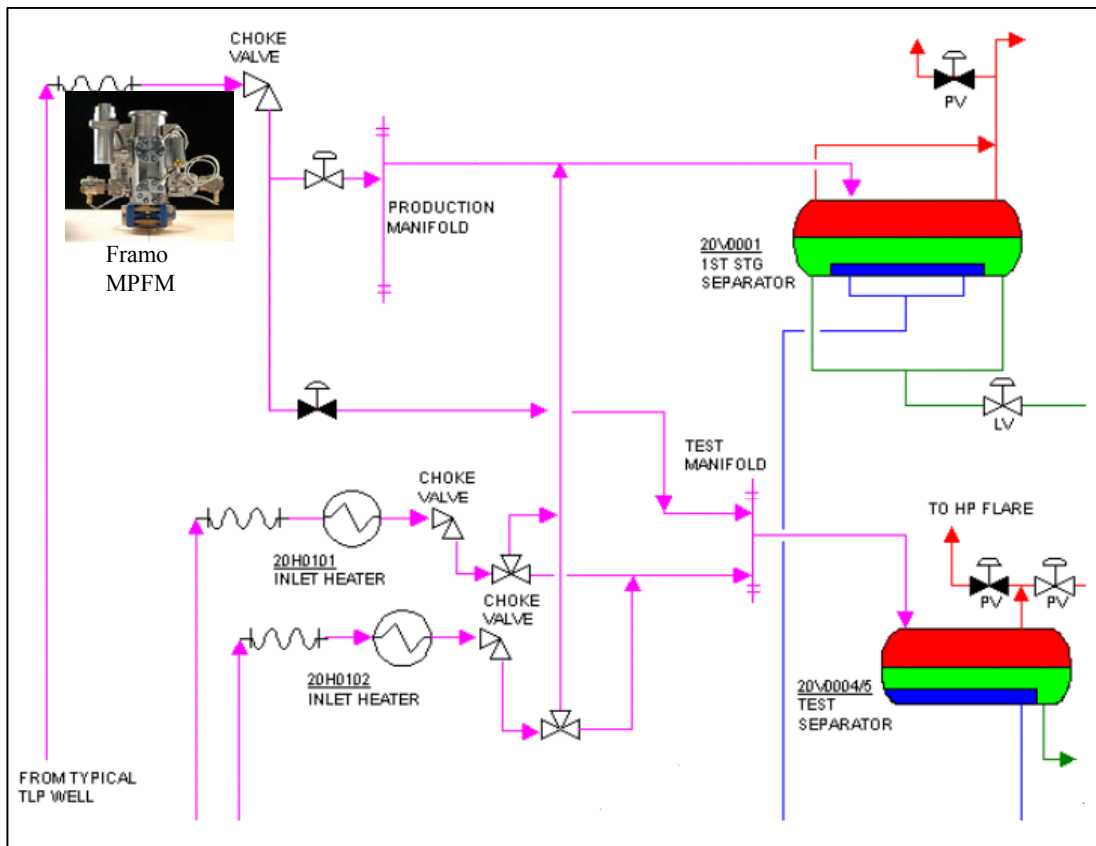 CHOKE
VALVE
PV
Framo
MPFM
PRODUCTION
MANIFOLD
20V0001
1ST STG
SEPARATOR
LV
TEST
MANIFOLD
CHOKE
VALVE
TO HP FLARE
20H0101
INLET HEATER
CHOKE
VALVE
PV
PV
20H0102
INLET HEATER
20V0004/5
TEST
SEPARATOR
FROM TYPICAL
TLP WELL